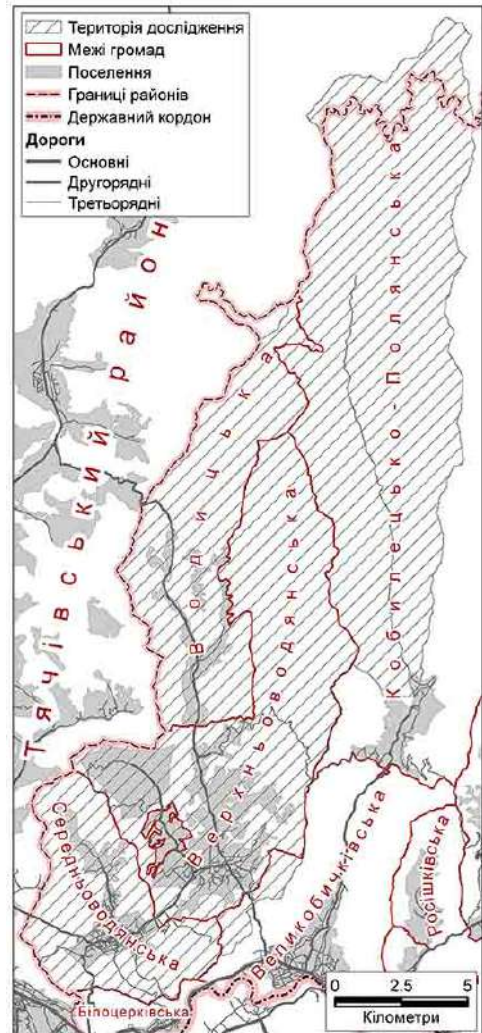 Територія дослідження
Межі громад
Поселення
Границі районів
Державний кордон
Дороги
Основні
Другорядні
Третьорядні
Тячівський район
Водицька
Кобилецько-Полянська
Верхньоводянська
Середньоводянська
Великобичківська
Росішківська
Білоцерківська
0 2.5 5
Кілометри